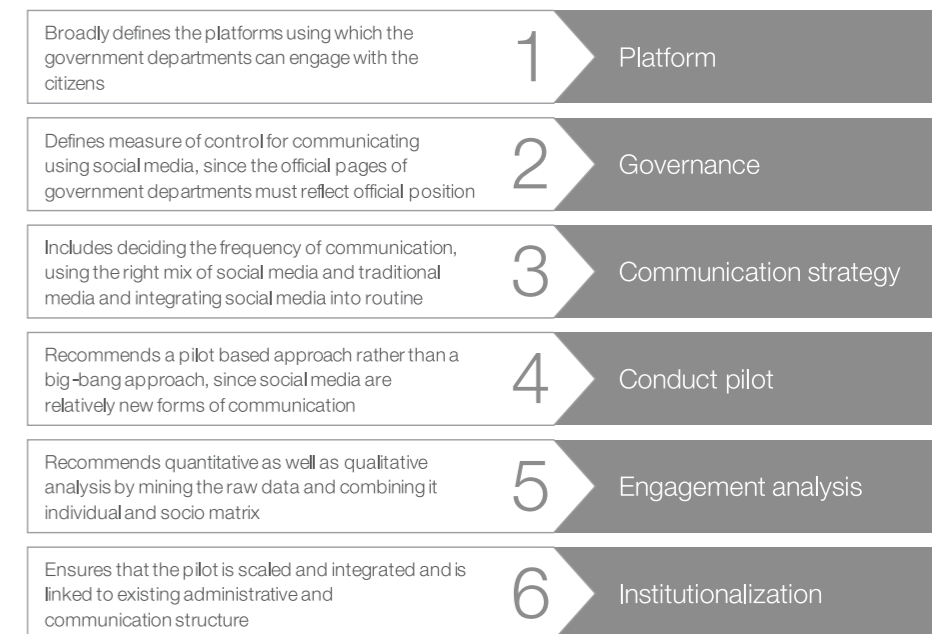 Broadly defines the platforms using which the
government departments can engage with the
citizens
1
Platform
Defines measure of control for communicating
using social media, since the official pages of
government departments must reflect official position
2
Governance
Includes deciding the frequency of communication,
using the right mix of social media and traditional
media and integrating social media into routine
3
Communication strategy
Recommends a pilot based approach rather than a
big-bang approach, since social media are
relatively new forms of communication
4
Conduct pilot
Recommends quantitative as well as qualitative
analysis by mining the raw data and combining it
individual and socio matrix
5
Engagement analysis
Ensures that the pilot is scaled and integrated and is
linked to existing administrative and
communication structure
6
Institutionalization